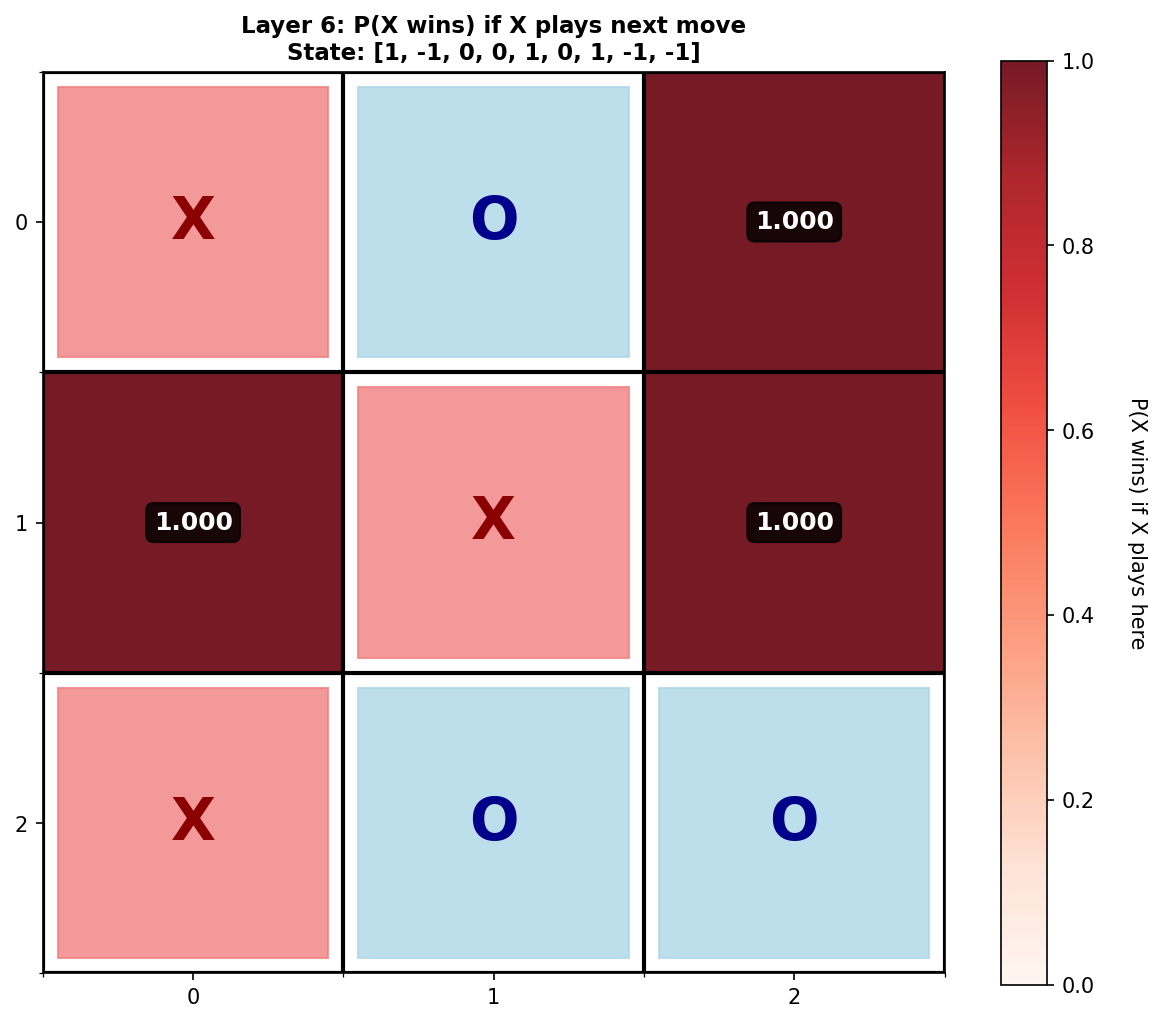 Layer 6: P(X wins) if X plays next move
State: [1, -1, 0, 0, 1, 0, 1, -1, -1]
0
X
O
1.000
1
1.000
X
1.000
2
X
O
O
0
1
2
1.0
0.8
0.6
0.4
0.2
0.0
P(X wins) if X plays here